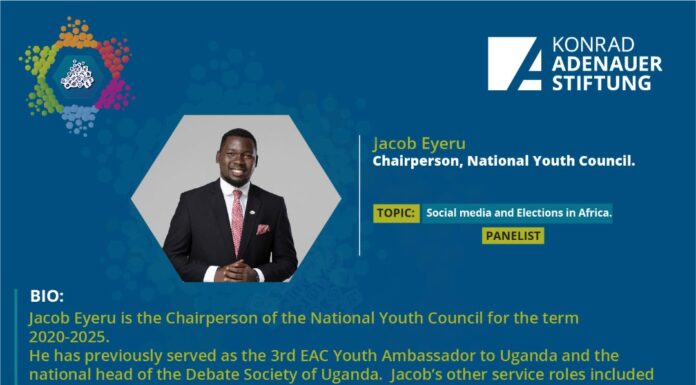 KONRAD
ADENAUER
STIFTUNG
Jacob Eyeru
Chairperson, National Youth Council.
TOPIC: Social media and Elections in Africa.
PANELIST
BIO:
Jacob Eyeru is the Chairperson of the National Youth Council for the term
2020-2025.
He has previously served as the 3rd EAC Youth Ambassador to Uganda and the
national head of the Debate Society of Uganda. Jacob's other service roles included